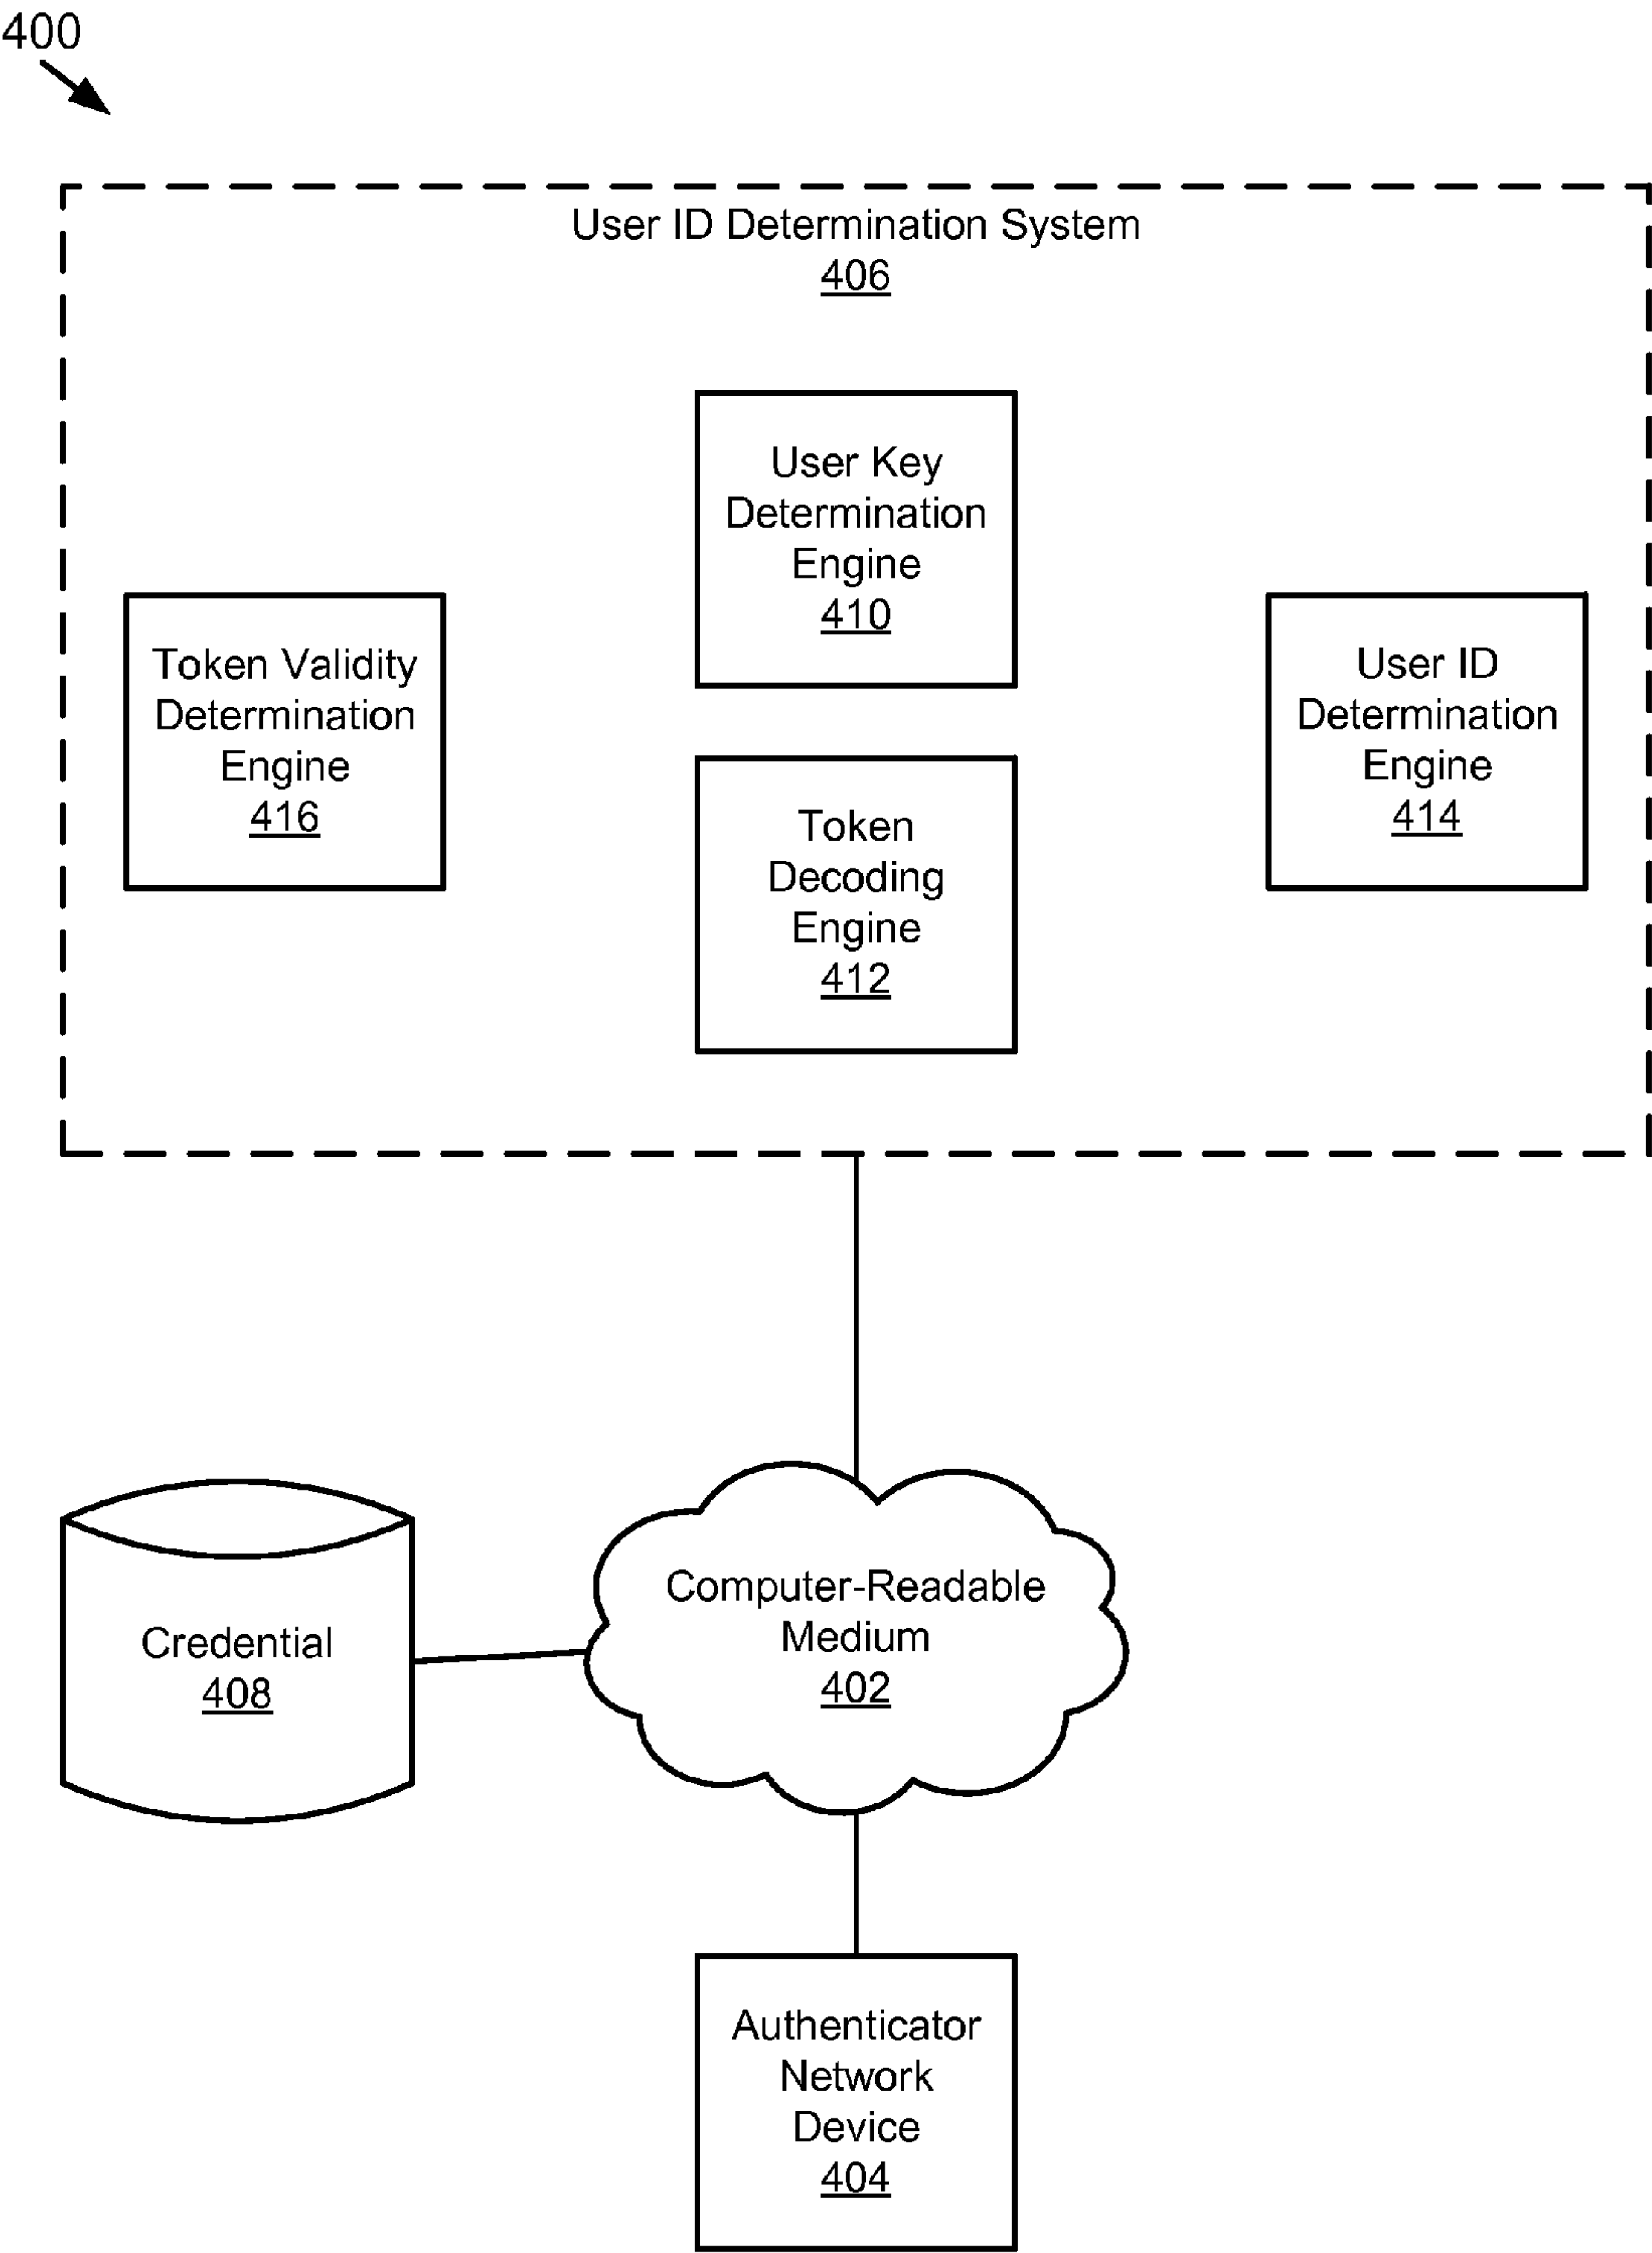 400
User ID Determination System
406
User Key
Determination
Engine
410
Token Validity
Determination
Engine
416
User ID
Determination
Engine
414
Token
Decoding
Engine
412
Computer-Readable
Medium
402
Credential
408
Authenticator
Network
Device
404